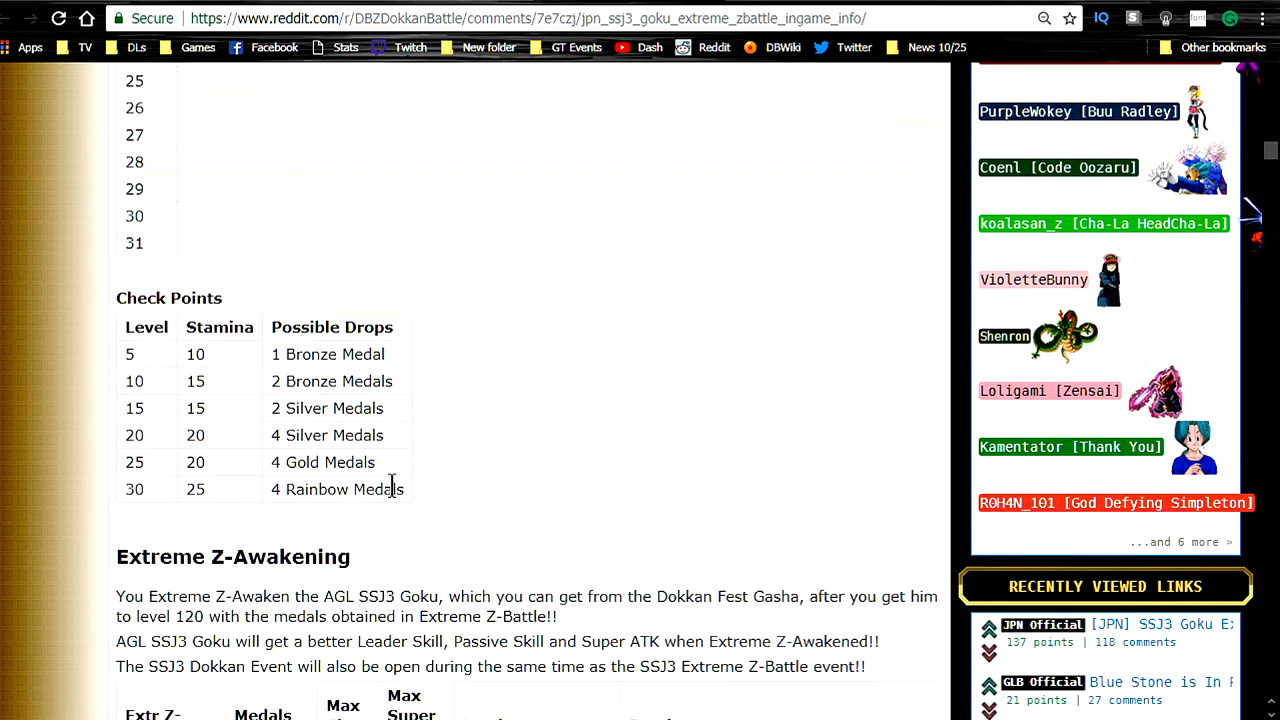 Secure https://www.reddit.com/r/DBZDokkanBattle/comments/7e7czj/jpn_ssj3_goku_extreme_zbattle_ingame_info/
Apps TV DLs Games Facebook Stats Twitch New folder GT Events Dash Reddit DBWiki Twitter News 10/25 Other bookmarks
25
26
27
28
29
30
31
Check Points
Level Stamina Possible Drops
5 10 1 Bronze Medal
10 15 2 Bronze Medals
15 15 2 Silver Medals
20 20 4 Silver Medals
25 20 4 Gold Medals
30 25 4 Rainbow Medals
Extreme Z-Awakening
You Extreme Z-Awaken the AGL SSJ3 Goku, which you can get from the Dokkan Fest Gasha, after you get him
to level 120 with the medals obtained in Extreme Z-Battle!!
AGL SSJ3 Goku will get a better Leader Skill, Passive Skill and Super ATK when Extreme Z-Awakened!!
The SSJ3 Dokkan Event will also be open during the same time as the SSJ3 Extreme Z-Battle event!!
Extr Z- Medals Max Max Super
PurpleWokey [Buu Radley]
Coenl [Code Oozaru]
koalasan_z [Cha-La HeadCha-La]
VioletteBunny
Shenron
Loligami [Zensai]
Kamentator [Thank You]
R0H4N_101 [God Defying Simpleton]
...and 6 more »
RECENTLY VIEWED LINKS
JPN Official [JPN] SSJ3 Goku Ex
137 points | 118 comments
GLB Official Blue Stone is In
21 points | 27 comments